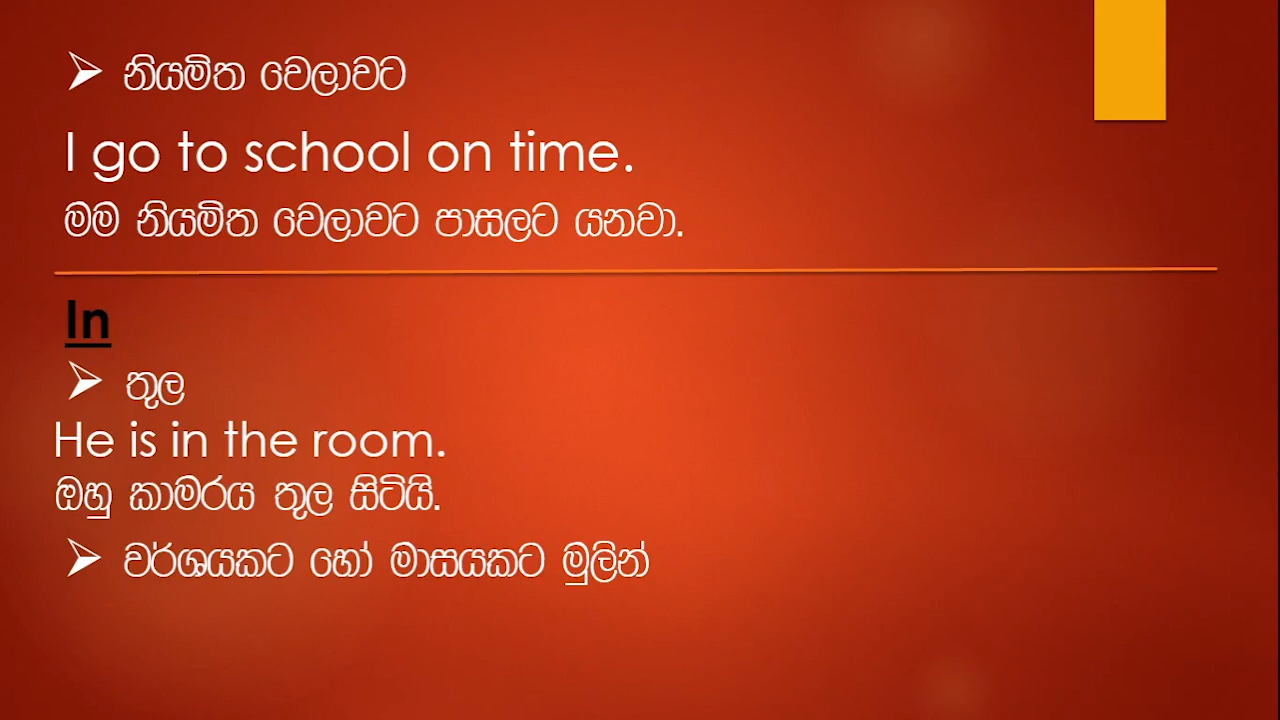 නියමිත වෙලාවට
I go to school on time.
මම නියමිත වෙලාවට පාසලට යනවා.
In
තුල
He is in the room.
ඔහු කාමරය තුල සිටියි.
වර්ශයකට හෝ මාසයකට මුලින්